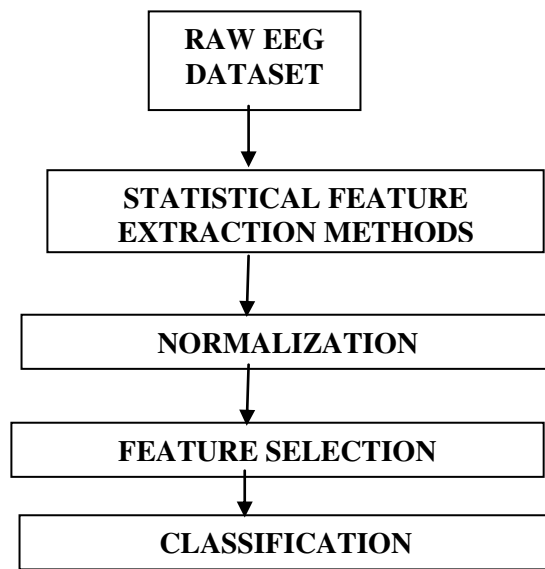 RAW EEG
DATASET
STATISTICAL FEATURE
EXTRACTION METHODS
NORMALIZATION
FEATURE SELECTION
CLASSIFICATION